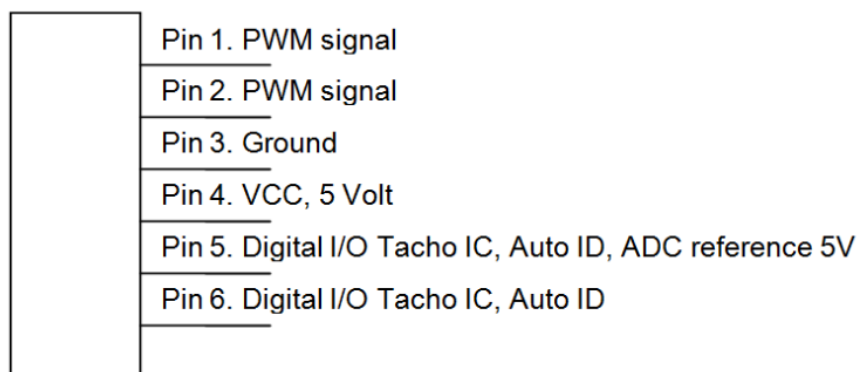 Pin 1. PWM signal
Pin 2. PWM signal
Pin 3. Ground
Pin 4. VCC, 5 Volt
Pin 5. Digital I/O Tacho IC, Auto ID, ADC reference 5V
Pin 6. Digital I/O Tacho IC, Auto ID